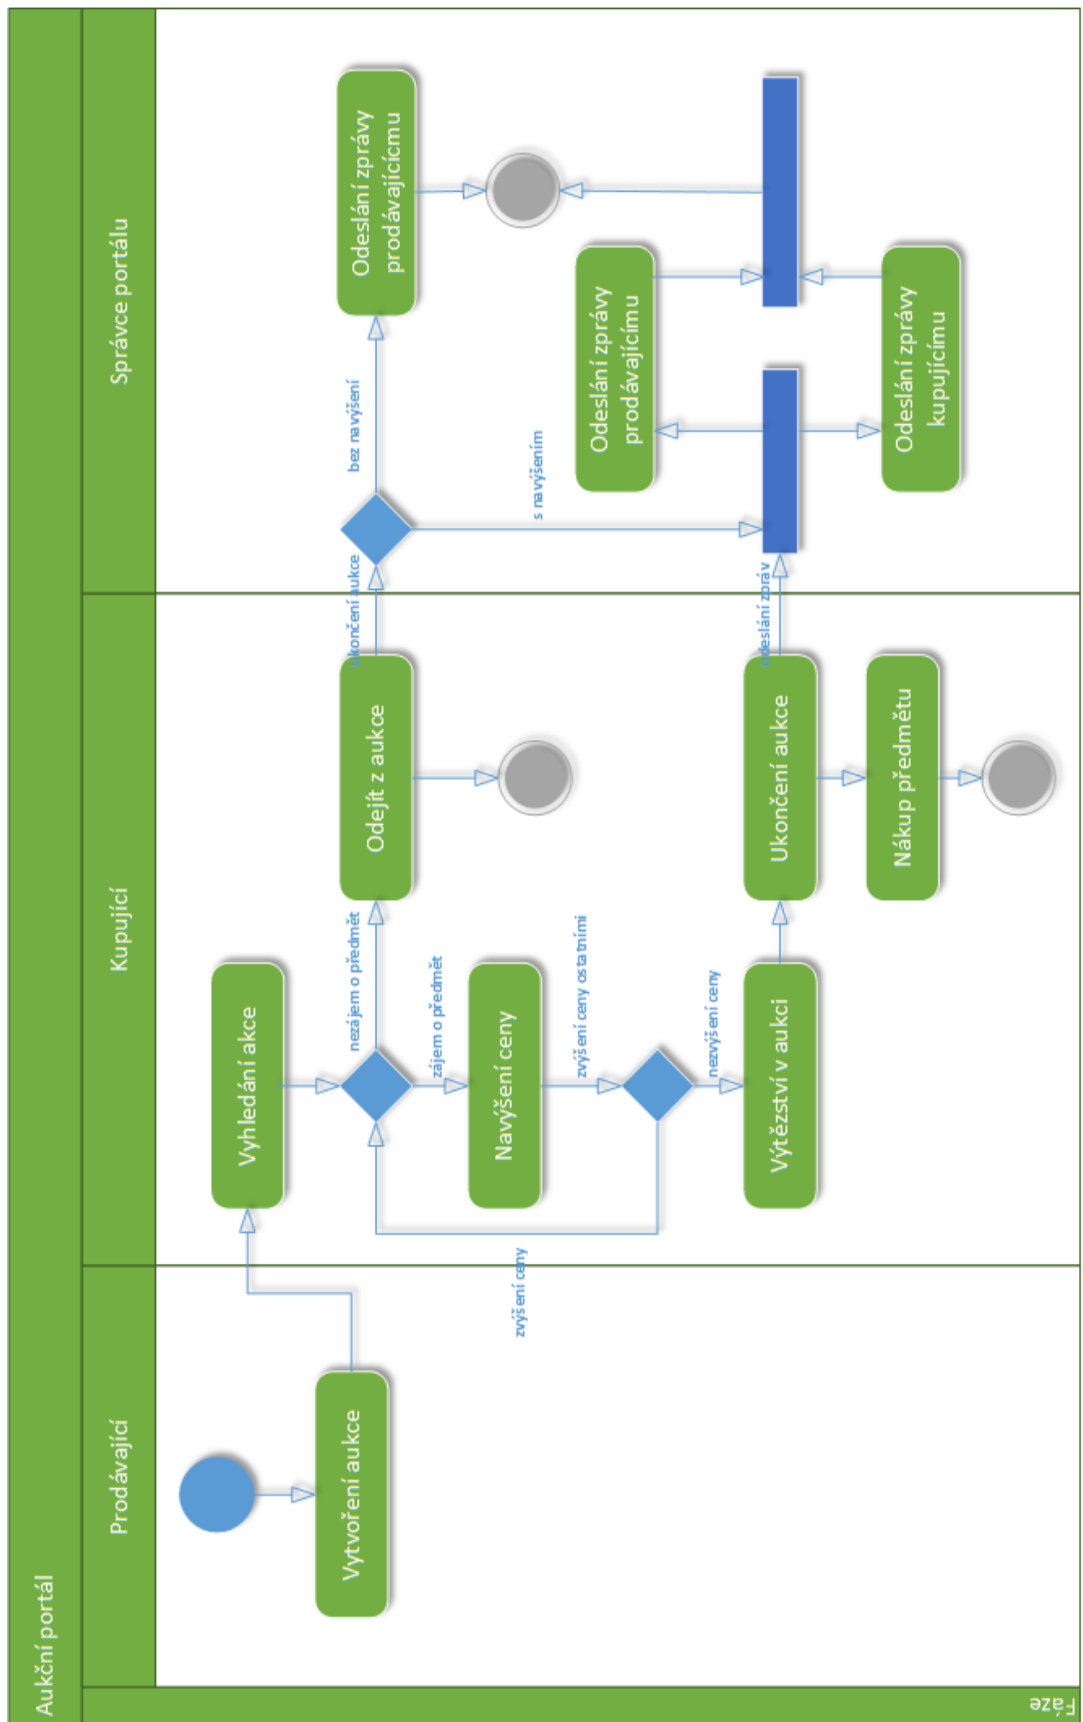 Aukční portál
Prodávající
Kupující
Správce portálu
Fáze
Vytvoření aukce
Vyhledání akce
nezájem o předmět
zájem o předmět
Navýšení ceny
zvýšení ceny ostatními
zvýšení ceny
nezvýšení ceny
Výtězství v aukci
Odejít z aukce
Ukončení aukce
Nákup předmětu
ukončení aukce
odeslání zpráv
bez navýšení
s navýšením
Odeslání zprávy
prodávajícícmu
Odeslání zprávy
prodávajícímu
Odeslání zprávy
kupujícímu